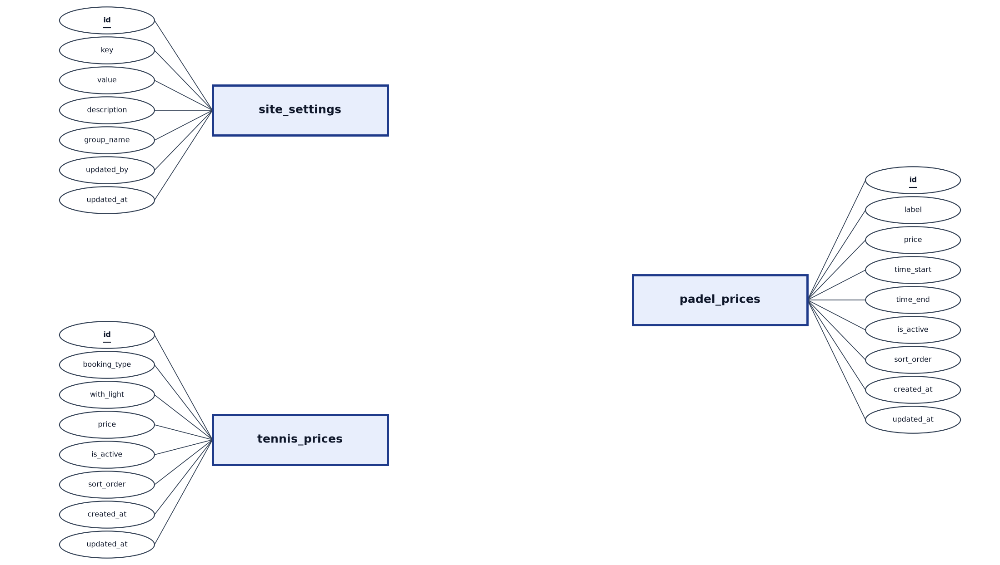 id
key
value
description
group_name
updated_by
updated_at
site_settings
id
label
price
time_start
time_end
is_active
sort_order
created_at
updated_at
padel_prices
id
booking_type
with_light
price
is_active
sort_order
created_at
updated_at
tennis_prices